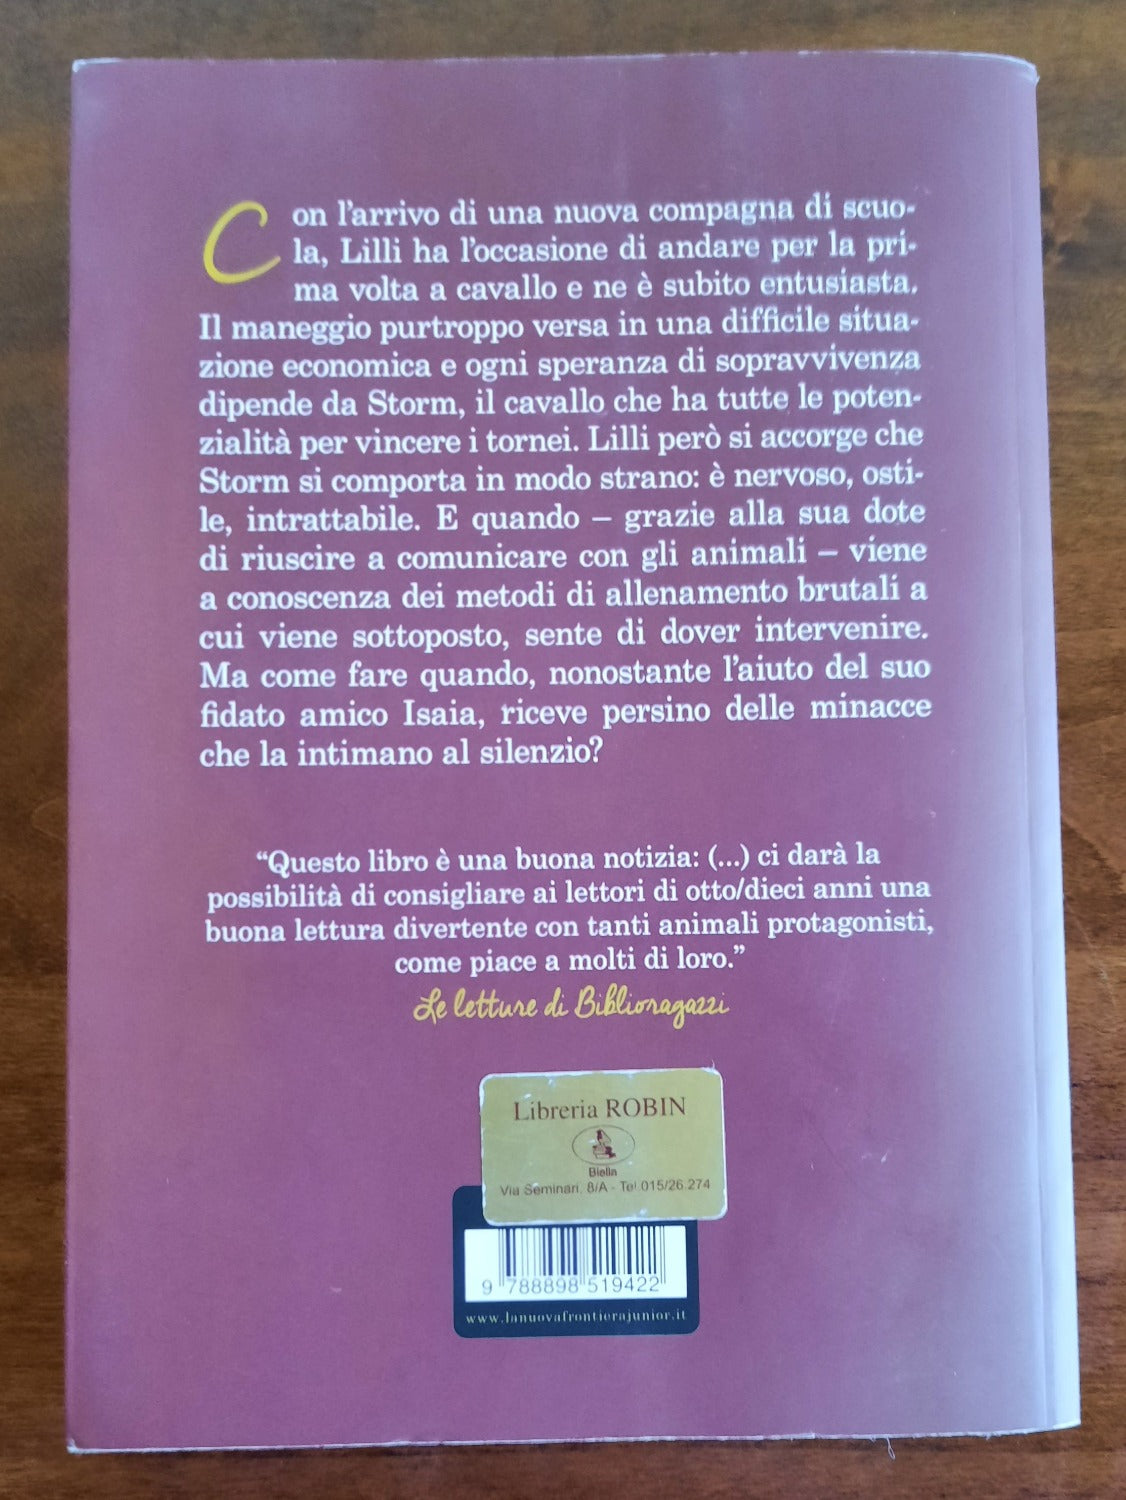 Con l'arrivo di una nuova compagna di scuo-
la, Lilli ha l'occasione di andare per la pri-
ma volta a cavallo e ne è subito entusiasta.
Il maneggio purtroppo versa in una difficile situa-
zione economica e ogni speranza di sopravvivenza
dipende da Storm, il cavallo che ha tutte le poten-
zialità per vincere i tornei. Lilli però si accorge che
Storm si comporta in modo strano: è nervoso, osti-
le, intrattabile. E quando – grazie alla sua dote
di riuscire a comunicare con gli animali – viene
a conoscenza dei metodi di allenamento brutali a
cui viene sottoposto, sente di dover intervenire.
Ma come fare quando, nonostante l'aiuto del suo
fidato amico Isaia, riceve persino delle minacce
che la intimano al silenzio?
“Questo libro è una buona notizia: (...) ci darà la
possibilità di consigliare ai lettori di otto/dieci anni una
buona lettura divertente con tanti animali protagonisti,
come piace a molti di loro.”
Le letture di Biblioragazzi
Libreria ROBIN
Biella
Via Seminari, 8/A - Tel.015/26.274
9 788898 519422
www.lanuovafrontierajunior.it